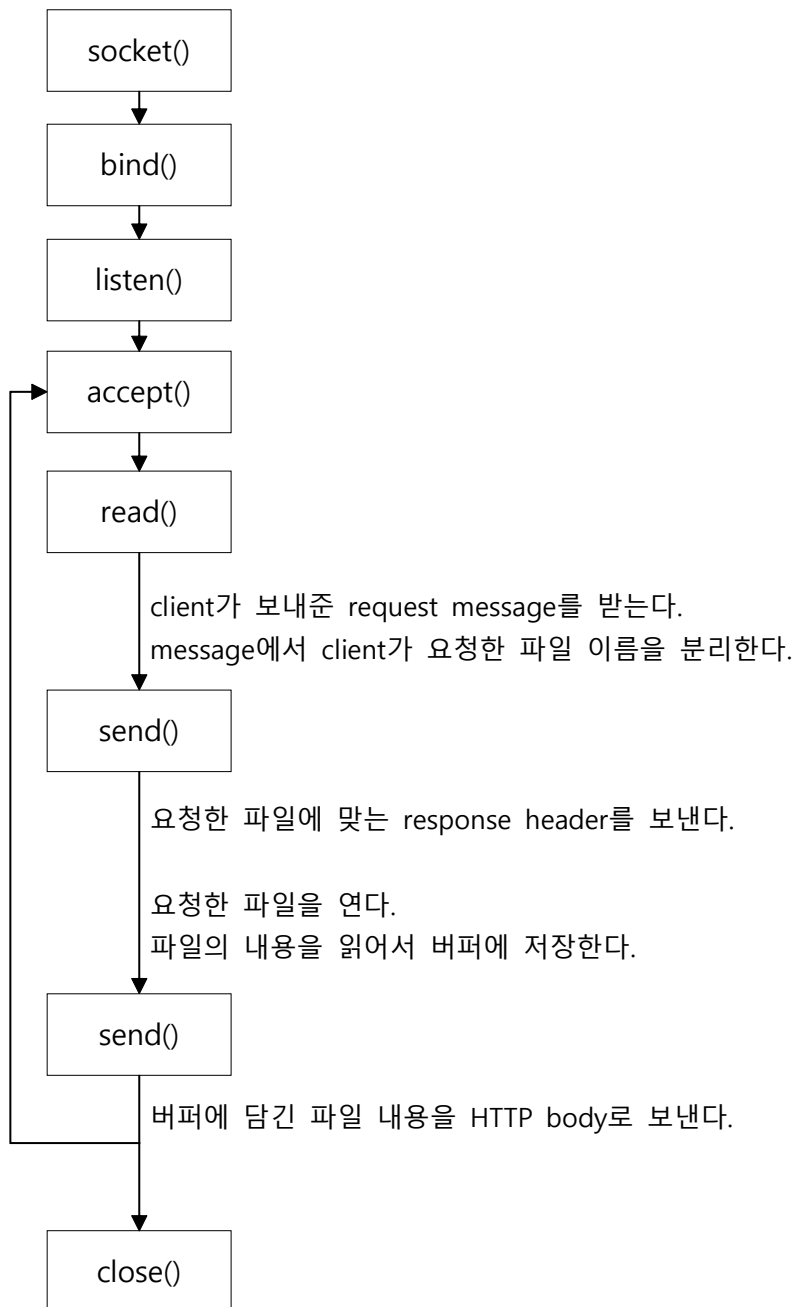 socket()
bind()
listen()
accept()
read()
client가 보내준 request message를 받는다.
message에서 client가 요청한 파일 이름을 분리한다.
send()
요청한 파일에 맞는 response header를 보낸다.
요청한 파일을 연다.
파일의 내용을 읽어서 버퍼에 저장한다.
send()
버퍼에 담긴 파일 내용을 HTTP body로 보낸다.
close()